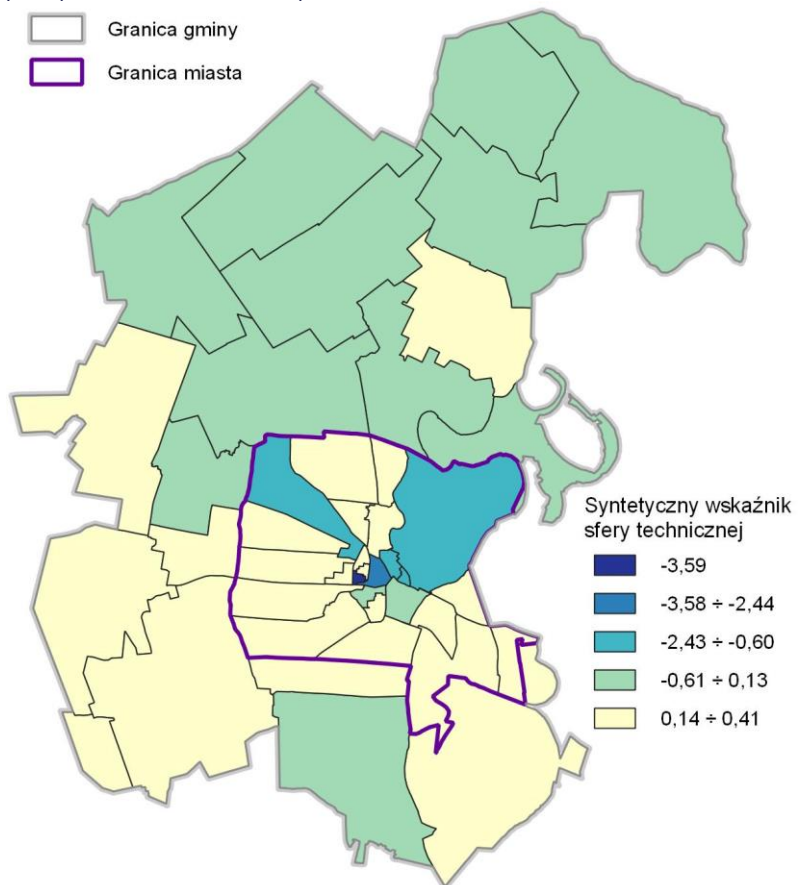 Granica gminy
Granica miasta
Syntetyczny wskaźnik
sfery technicznej
-3,59
-3,58 ÷ -2,44
-2,43 ÷ -0,60
-0,61 ÷ 0,13
0,14 ÷ 0,41